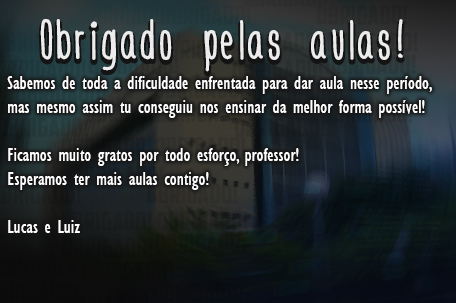 Obrigado pelas aulas!
Sabemos de toda a dificuldade enfrentada para dar aula nesse período,
mas mesmo assim tu conseguiu nos ensinar da melhor forma possível!
Ficamos muito gratos por todo esforço, professor!
Esperamos ter mais aulas contigo!
Lucas e Luiz